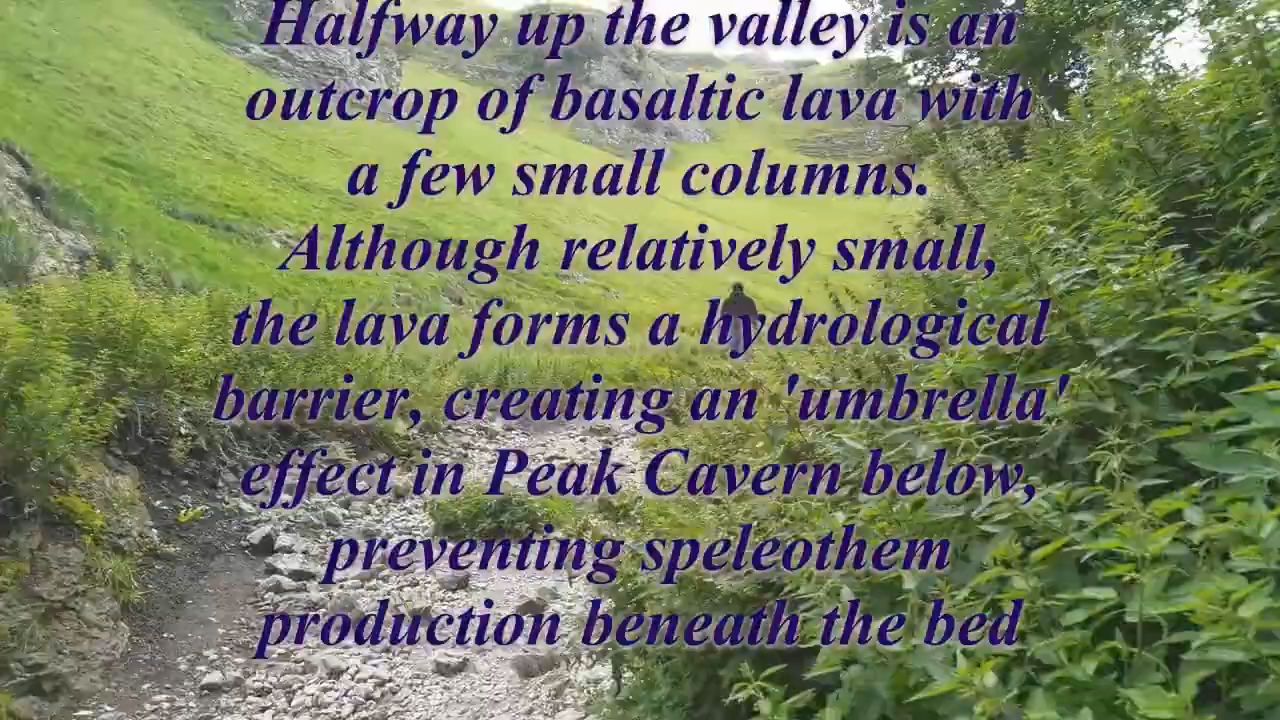 Halfway up the valley is an
outcrop of basaltic lava with
a few small columns.
Although relatively small,
the lava forms a hydrological
barrier, creating an 'umbrella'
effect in Peak Cavern below,
preventing speleothem
production beneath the bed